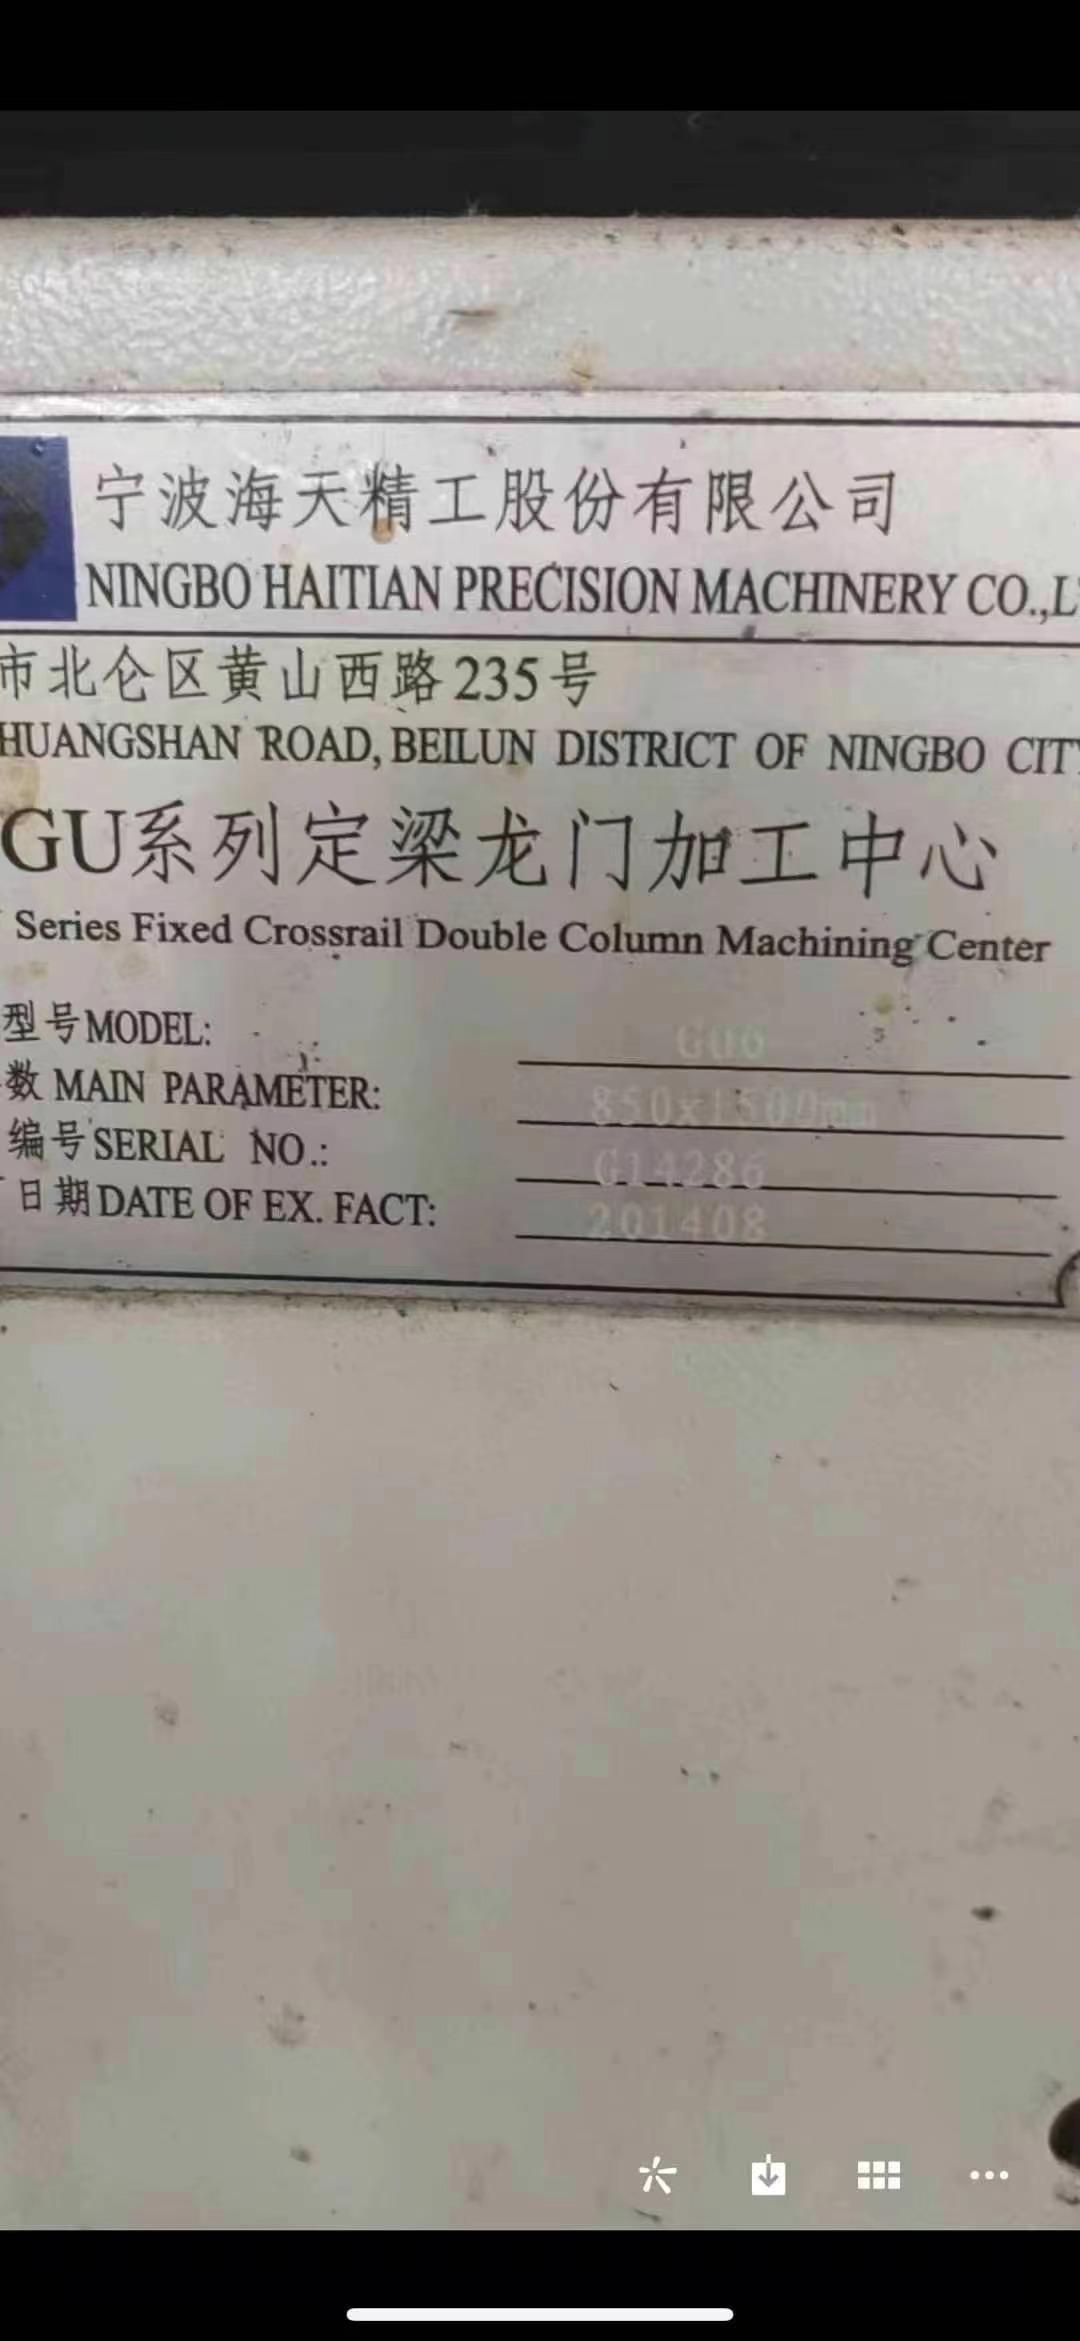 宁波海天精工股份有限公司
NINGBO HAITIAN PRECISION MACHINERY CO.,L
市北仑区黄山西路235号
HUANGSHAN ROAD, BEILUN DISTRICT OF NINGBO CITY
GU系列定梁龙门加工中心
Series Fixed Crossrail Double Column Machining Center
型号MODEL: GU6
数 MAIN PARAMETER: 850x1500mm
编号SERIAL NO.: G14286
日期DATE OF EX. FACT: 201408